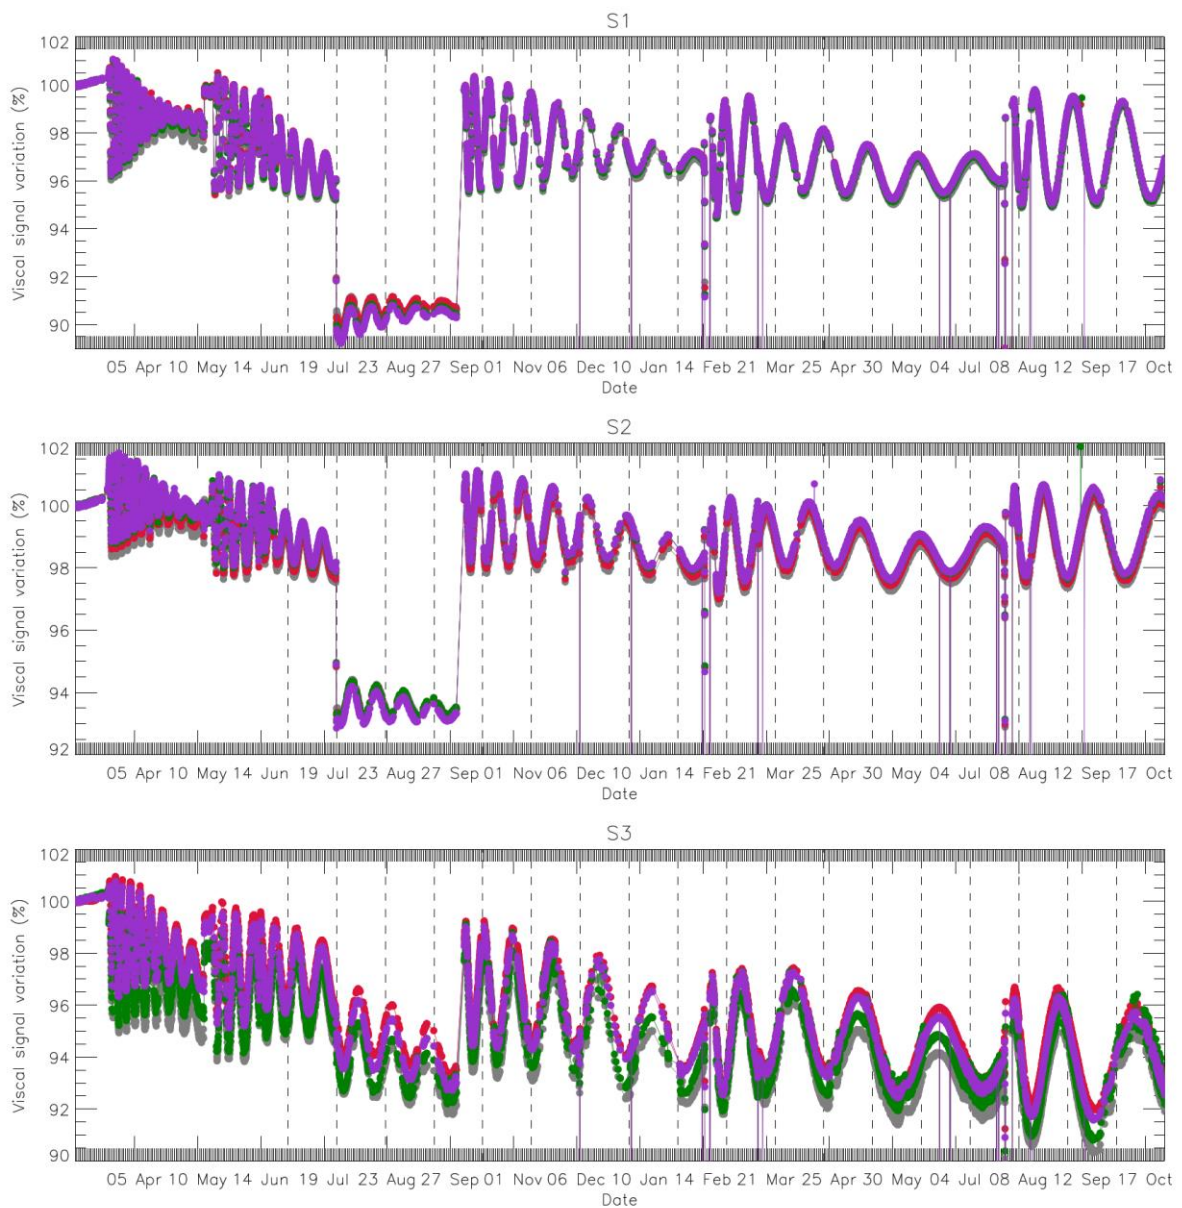 S1
Viscal signal variation (%)
102
100
98
96
94
92
90
05 Apr 10 May 14 Jun 19 Jul 23 Aug 27 Sep 01 Nov 06 Dec 10 Jan 14 Feb 21 Mar 25 Apr 30 May 04 Jul 08 Aug 12 Sep 17 Oct
Date
S2
Viscal signal variation (%)
102
100
98
96
94
92
05 Apr 10 May 14 Jun 19 Jul 23 Aug 27 Sep 01 Nov 06 Dec 10 Jan 14 Feb 21 Mar 25 Apr 30 May 04 Jul 08 Aug 12 Sep 17 Oct
Date
S3
Viscal signal variation (%)
102
100
98
96
94
92
90
05 Apr 10 May 14 Jun 19 Jul 23 Aug 27 Sep 01 Nov 06 Dec 10 Jan 14 Feb 21 Mar 25 Apr 30 May 04 Jul 08 Aug 12 Sep 17 Oct
Date